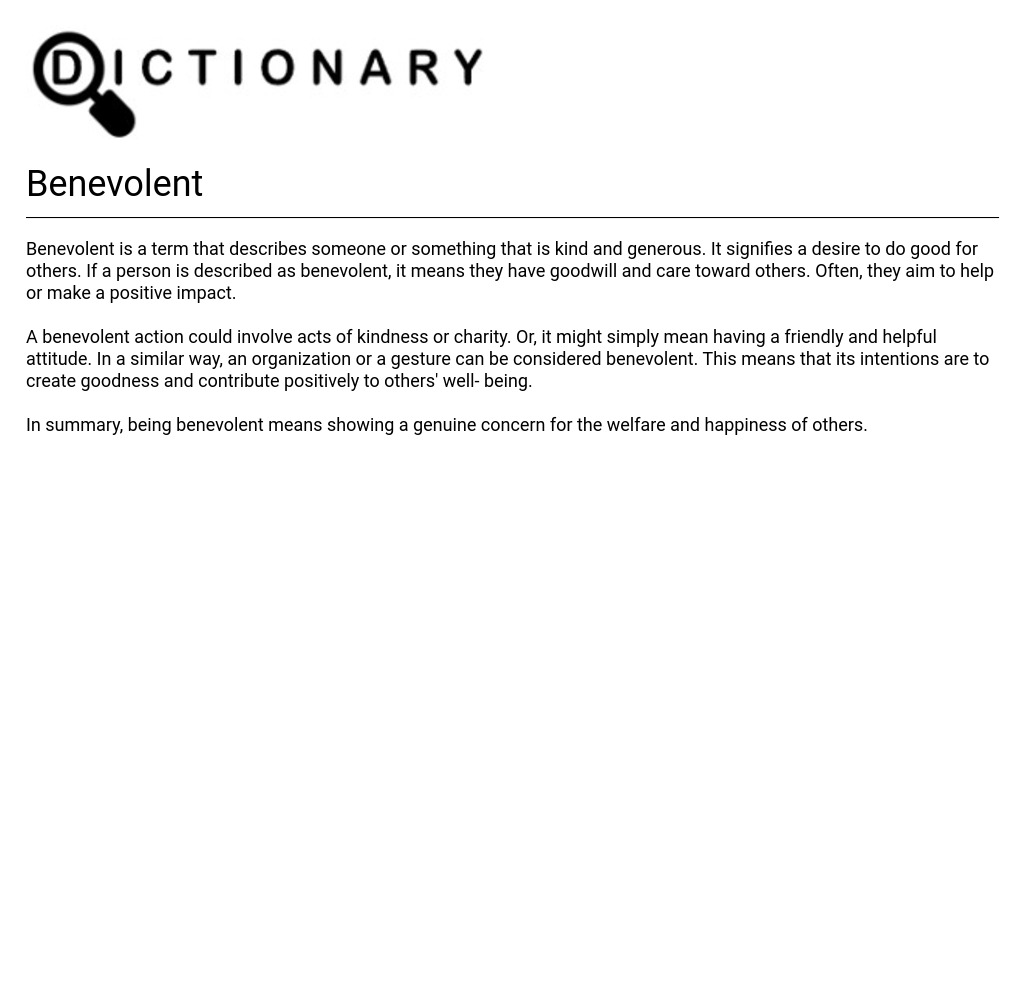 DICTIONARY
Benevolent
Benevolent is a term that describes someone or something that is kind and generous. It signifies a desire to do good for
others. If a person is described as benevolent, it means they have goodwill and care toward others. Often, they aim to help
or make a positive impact.
A benevolent action could involve acts of kindness or charity. Or, it might simply mean having a friendly and helpful
attitude. In a similar way, an organization or a gesture can be considered benevolent. This means that its intentions are to
create goodness and contribute positively to others' well- being.
In summary, being benevolent means showing a genuine concern for the welfare and happiness of others.